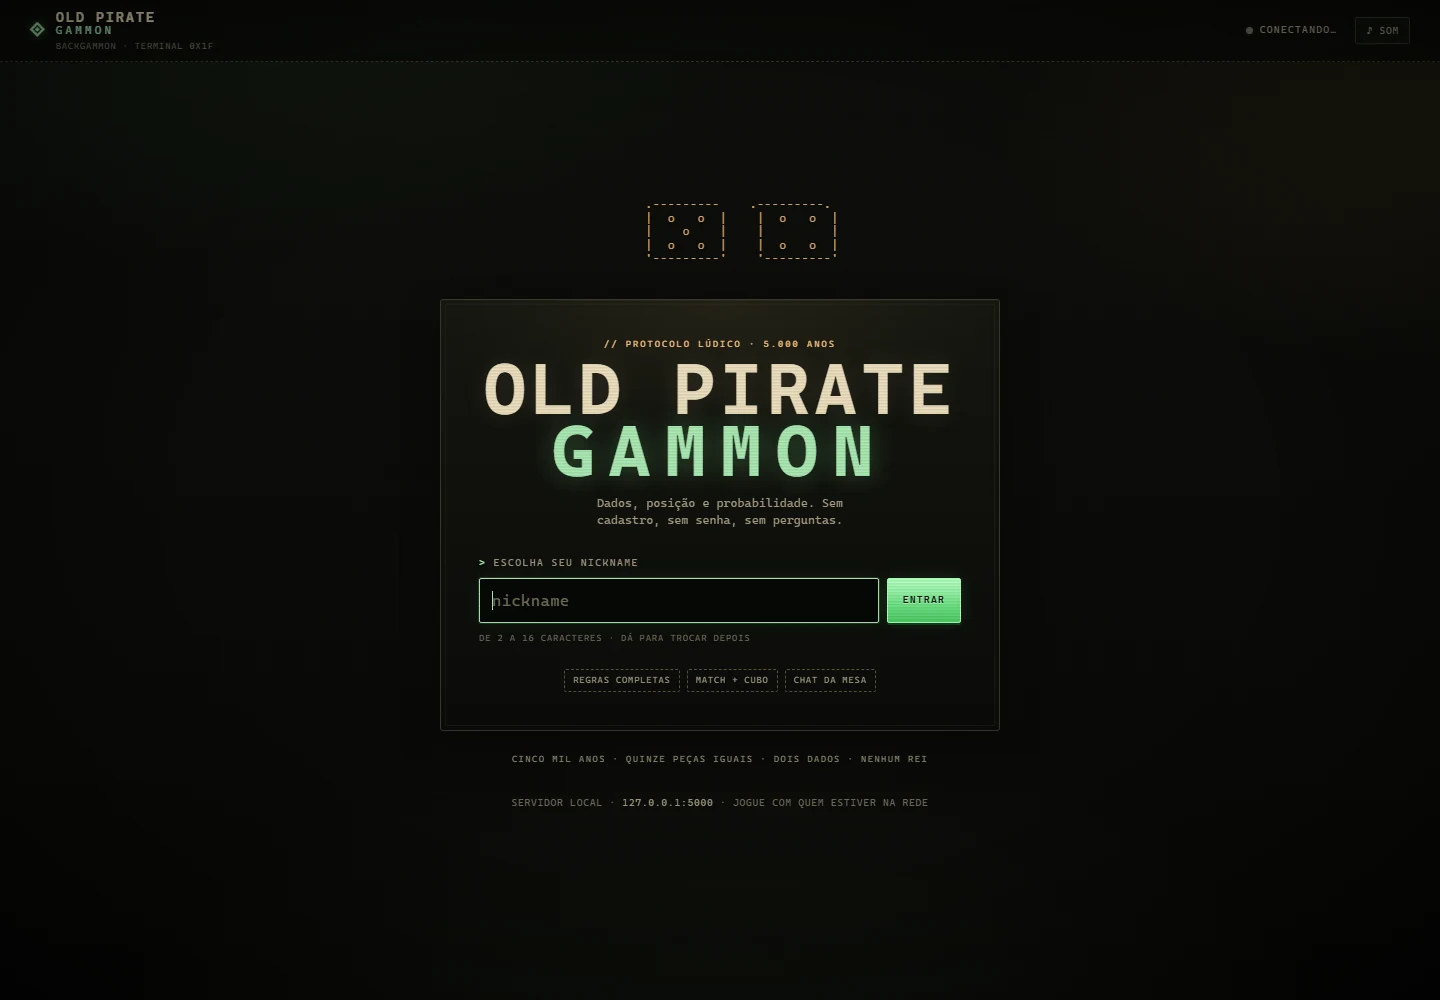 OLD PIRATE
GAMMON
BACKGAMMON · TERMINAL 0X1F
CONECTANDO…
♪ SOM
.---------    .---------.
|  o   o  |    |  o   o  |
|    o    |    |         |
|  o   o  |    |  o   o  |
'---------'    '---------'
// PROTOCOLO LÚDICO · 5.000 ANOS
OLD PIRATE
GAMMON
Dados, posição e probabilidade. Sem
cadastro, sem senha, sem perguntas.
> ESCOLHA SEU NICKNAME
nickname
ENTRAR
DE 2 A 16 CARACTERES · DÁ PARA TROCAR DEPOIS
REGRAS COMPLETAS
MATCH + CUBO
CHAT DA MESA
CINCO MIL ANOS · QUINZE PEÇAS IGUAIS · DOIS DADOS · NENHUM REI
SERVIDOR LOCAL · 127.0.0.1:5000 · JOGUE COM QUEM ESTIVER NA REDE